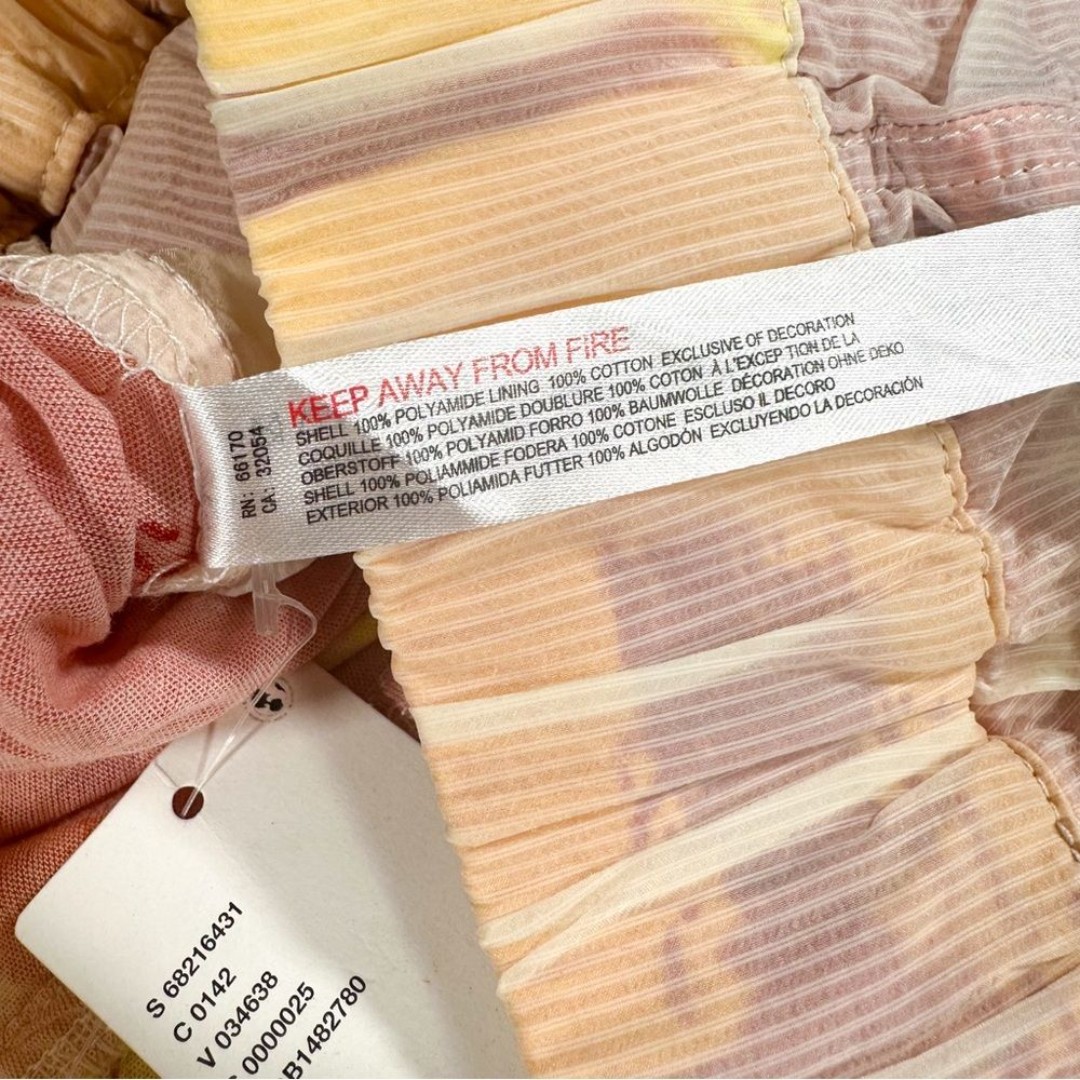 KEEP AWAY FROM FIRE
SHELL 100% POLYAMIDE LINING 100% COTTON EXCLUSIVE OF DECORATION
COQUILLE 100% POLYAMIDE DOUBLURE 100% COTON À L'EXCEPTION DE LA
OBERSTOFF 100% POLYAMID FORRO 100% BAUMWOLLE DÉCORATION OHNE DEKO
SHELL 100% POLIAMMIDE FODERA 100% COTONE ESCLUSO IL DECORO
EXTERIOR 100% POLIAMIDA FUTTER 100% ALGODÓN EXCLUYENDO LA DECORACIÓN
RN: 66170
CA: 32054
S 68216431
C 0142
V 034638
0000025
B1482780